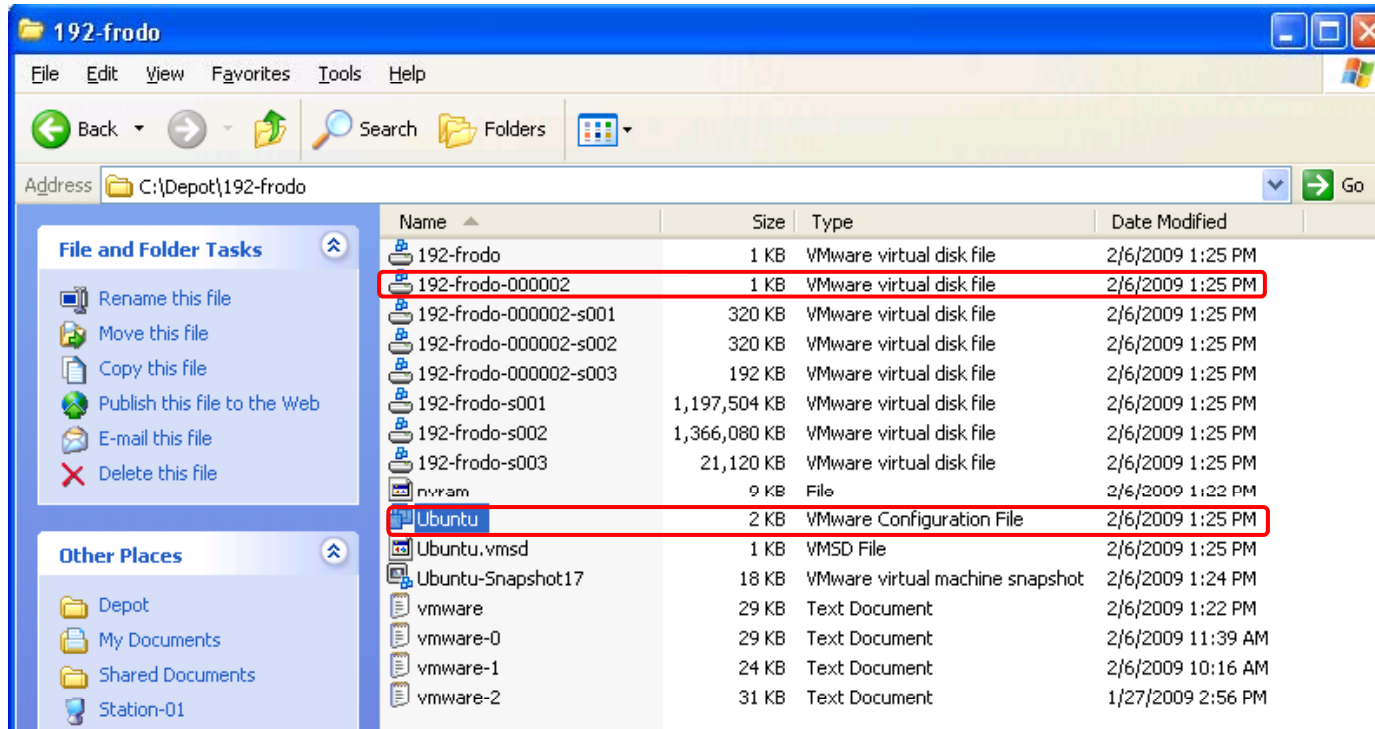 192-frodo
File Edit View Favorites Tools Help
Back Search Folders
Address C:\Depot\192-frodo Go
Name Size Type Date Modified
File and Folder Tasks
Rename this file
Move this file
Copy this file
Publish this file to the Web
E-mail this file
Delete this file
Other Places
Depot
My Documents
Shared Documents
Station-01
192-frodo 1 KB VMware virtual disk file 2/6/2009 1:25 PM
192-frodo-000002 1 KB VMware virtual disk file 2/6/2009 1:25 PM
192-frodo-000002-s001 320 KB VMware virtual disk file 2/6/2009 1:25 PM
192-frodo-000002-s002 320 KB VMware virtual disk file 2/6/2009 1:25 PM
192-frodo-000002-s003 192 KB VMware virtual disk file 2/6/2009 1:25 PM
192-frodo-s001 1,197,504 KB VMware virtual disk file 2/6/2009 1:25 PM
192-frodo-s002 1,366,080 KB VMware virtual disk file 2/6/2009 1:25 PM
192-frodo-s003 21,120 KB VMware virtual disk file 2/6/2009 1:25 PM
nvram 9 KB File 2/6/2009 1:22 PM
Ubuntu 2 KB VMware Configuration File 2/6/2009 1:25 PM
Ubuntu.vmsd 1 KB VMSD File 2/6/2009 1:25 PM
Ubuntu-Snapshot17 18 KB VMware virtual machine snapshot 2/6/2009 1:24 PM
vmware 29 KB Text Document 2/6/2009 1:22 PM
vmware-0 29 KB Text Document 2/6/2009 11:39 AM
vmware-1 24 KB Text Document 2/6/2009 10:16 AM
vmware-2 31 KB Text Document 1/27/2009 2:56 PM